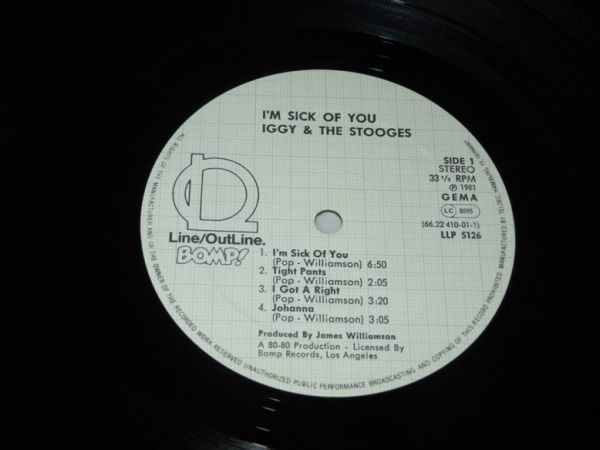 I'M SICK OF YOU
IGGY & THE STOOGES
SIDE 1
STEREO
33 1/3 RPM
Ⓟ 1981
GEMA
LC 8595
(66.22 410-01-1)
LLP 5126
Line/OutLine.
BOMP!
1. I'm Sick Of You
(Pop - Williamson) 6:50
2. Tight Pants
(Pop - Williamson) 2:05
3. I Got A Right
(Pop - Williamson) 3:20
4. Johanna
(Pop - Williamson) 3:05
Produced By James Williamson
A 80-80 Production - Licensed By
Bomp Records, Los Angeles
ALL RIGHTS OF THE MANUFACTURER AND OF THE OWNER OF THE RECORDED WORK RESERVED UNAUTHORIZED PUBLIC PERFORMANCE BROADCASTING AND COPYING OF THIS RECORD PROHIBITED MANUFACTURED BY TELDEC HAMBURG 19, GERMANY